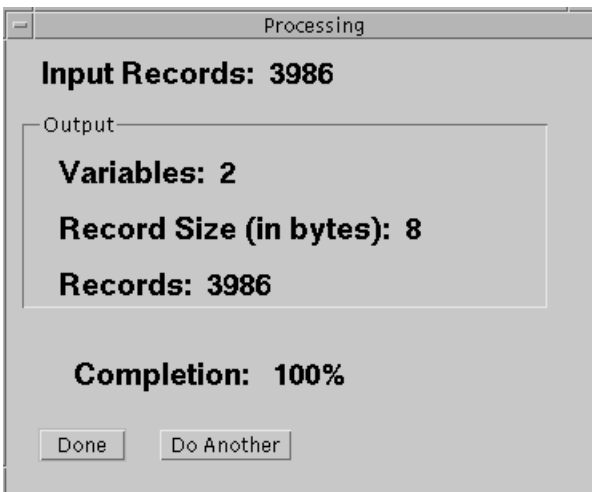 Processing
Input Records: 3986
Output
Variables: 2
Record Size (in bytes): 8
Records: 3986
Completion: 100%
Done Do Another